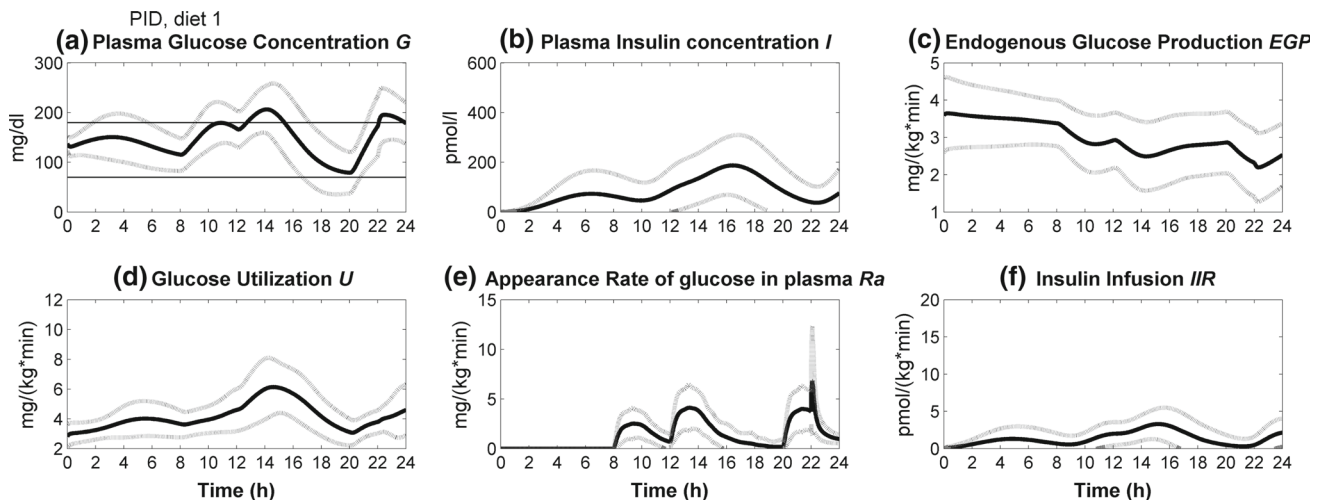 PID, diet 1
(a) Plasma Glucose Concentration G
(b) Plasma Insulin concentration I
(c) Endogenous Glucose Production EGP
300
200
100
0
mg/dl
0 2 4 6 8 10 12 14 16 18 20 22 24
600
400
200
0
pmol/l
0 2 4 6 8 10 12 14 16 18 20 22 24
5
4
3
2
1
mg/(kg*min)
0 2 4 6 8 10 12 14 16 18 20 22 24
(d) Glucose Utilization U
(e) Appearance Rate of glucose in plasma Ra
(f) Insulin Infusion IIR
12
10
8
6
4
2
mg/(kg*min)
0 2 4 6 8 10 12 14 16 18 20 22 24
Time (h)
15
10
5
0
mg/(kg*min)
0 2 4 6 8 10 12 14 16 18 20 22 24
Time (h)
20
15
10
5
0
pmol/(kg*min)
0 2 4 6 8 10 12 14 16 18 20 22 24
Time (h)